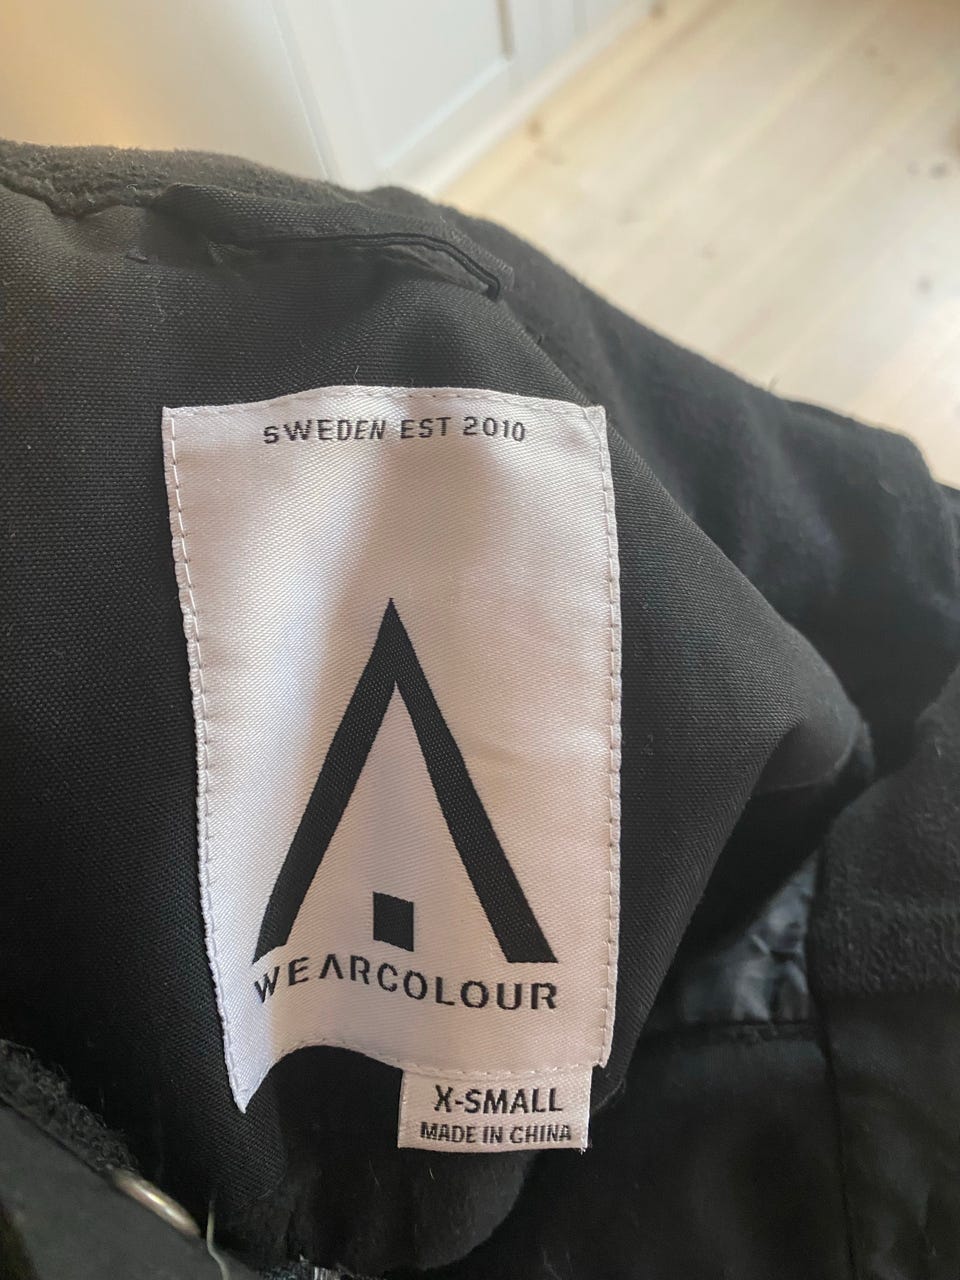 SWEDEN EST 2010
WEARCOLOUR
X-SMALL
MADE IN CHINA